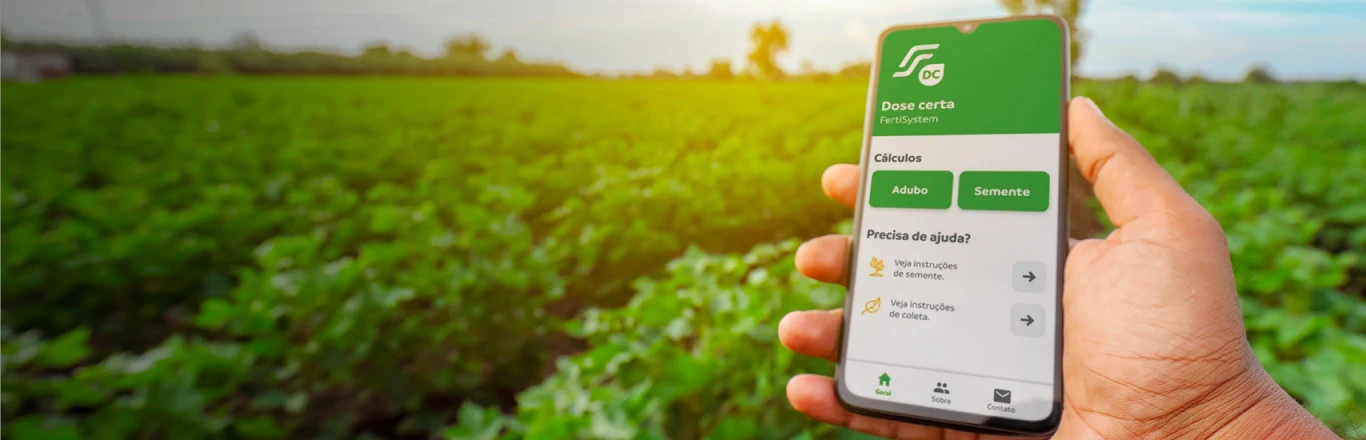 DC
Dose certa
FertiSystem
Cálculos
Adubo
Semente
Precisa de ajuda?
Veja instruções
de semente.
Veja instruções
de coleta.
Geral
Sobre
Contato